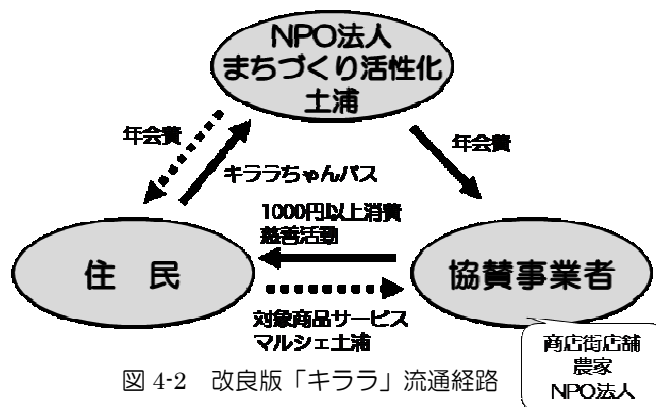 NPO法人
まちづくり活性化
土浦
年会費
年会費
キララちゃんバス
1000円以上消費
慈善活動
住 民
協賛事業者
対象商品サービス
マルシェ土浦
商店街店舗
農家
NPO法人
図 4-2 改良版「キララ」流通経路